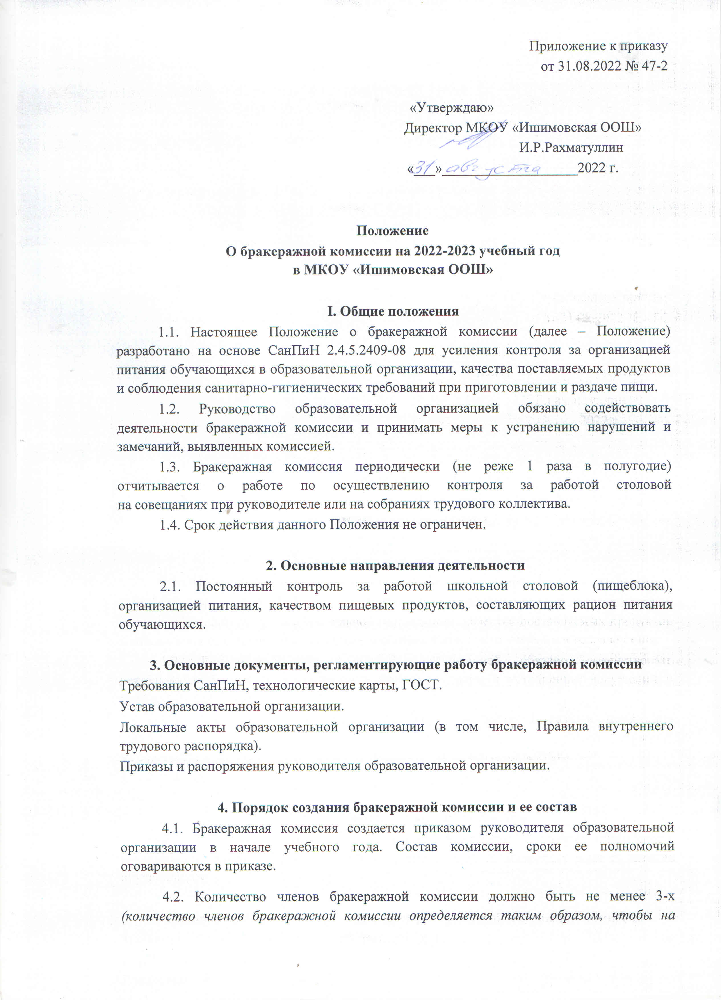 Приложение к приказу
от 31.08.2022 № 47-2
«Утверждаю»
Директор МКОУ «Ишимовская ООШ»
И.Р.Рахматуллин
«31» августа 2022 г.
Положение
О бракеражной комиссии на 2022-2023 учебный год
в МКОУ «Ишимовская ООШ»
I. Общие положения
1.1. Настоящее Положение о бракеражной комиссии (далее – Положение)
разработано на основе СанПиН 2.4.5.2409-08 для усиления контроля за организацией
питания обучающихся в образовательной организации, качества поставляемых продуктов
и соблюдения санитарно-гигиенических требований при приготовлении и раздаче пищи.
1.2. Руководство образовательной организацией обязано содействовать
деятельности бракеражной комиссии и принимать меры к устранению нарушений и
замечаний, выявленных комиссией.
1.3. Бракеражная комиссия периодически (не реже 1 раза в полугодие)
отчитывается о работе по осуществлению контроля за работой столовой
на совещаниях при руководителе или на собраниях трудового коллектива.
1.4. Срок действия данного Положения не ограничен.
2. Основные направления деятельности
2.1. Постоянный контроль за работой школьной столовой (пищеблока),
организацией питания, качеством пищевых продуктов, составляющих рацион питания
обучающихся.
3. Основные документы, регламентирующие работу бракеражной комиссии
Требования СанПиН, технологические карты, ГОСТ.
Устав образовательной организации.
Локальные акты образовательной организации (в том числе, Правила внутреннего
трудового распорядка).
Приказы и распоряжения руководителя образовательной организации.
4. Порядок создания бракеражной комиссии и ее состав
4.1. Бракеражная комиссия создается приказом руководителя образовательной
организации в начале учебного года. Состав комиссии, сроки ее полномочий
оговариваются в приказе.
4.2. Количество членов бракеражной комиссии должно быть не менее 3-х
(количество членов бракеражной комиссии определяется таким образом, чтобы на